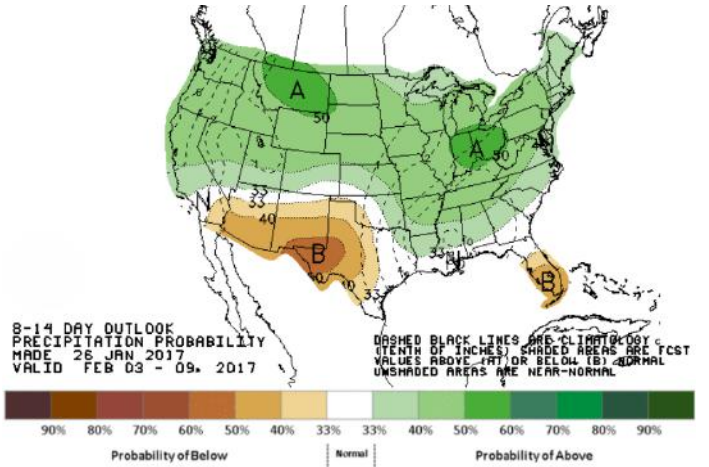 A
50
A
50
40
33
33
N
40
B
50
40
33
33
N
B
8-14 DAY OUTLOOK
PRECIPITATION PROBABILITY
MADE 26 JAN 2017
VALID FEB 03 - 09, 2017
DASHED BLACK LINES ARE CLIMATOLOGY
(TENTH OF INCHES) SHADED AREAS ARE FCST
VALUES ABOVE (A) OR BELOW (B) NORMAL
UNSHADED AREAS ARE NEAR-NORMAL
90% 80% 70% 60% 50% 40% 33% 33% 40% 50% 60% 70% 80% 90%
Probability of Below Normal Probability of Above